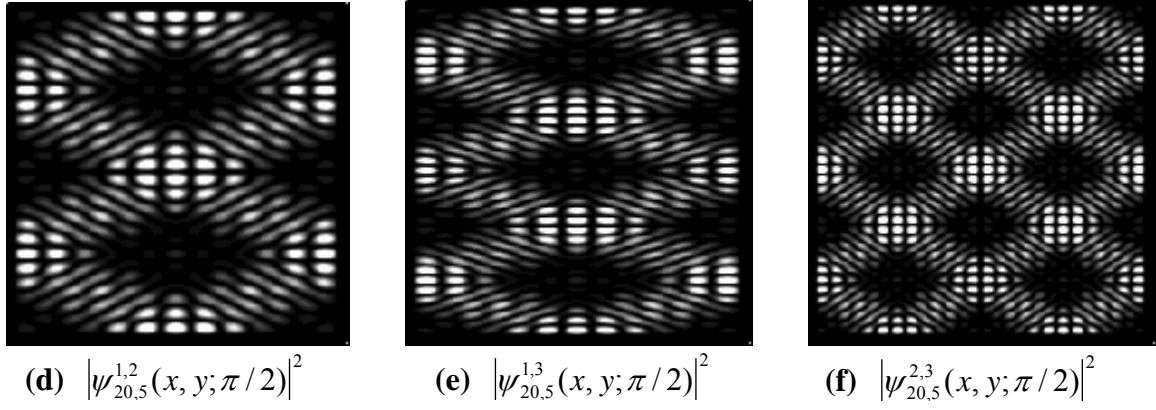 (d) |ψ^{1,2}_{20,5}(x, y; π / 2)|^2
(e) |ψ^{1,3}_{20,5}(x, y; π / 2)|^2
(f) |ψ^{2,3}_{20,5}(x, y; π / 2)|^2